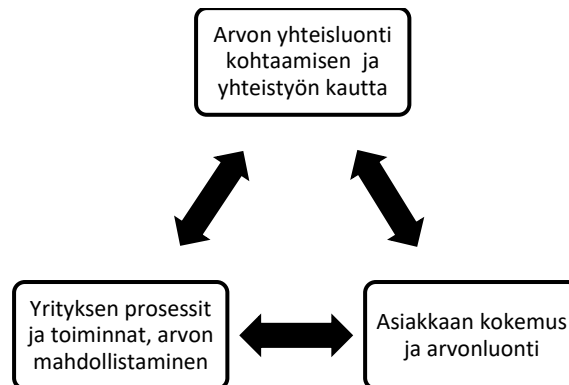 Arvon yhteisluonti
kohtaamisen ja
yhteistyön kautta
Yrityksen prosessit
ja toiminnat, arvon
mahdollistaminen
Asiakkaan kokemus
ja arvonluonti